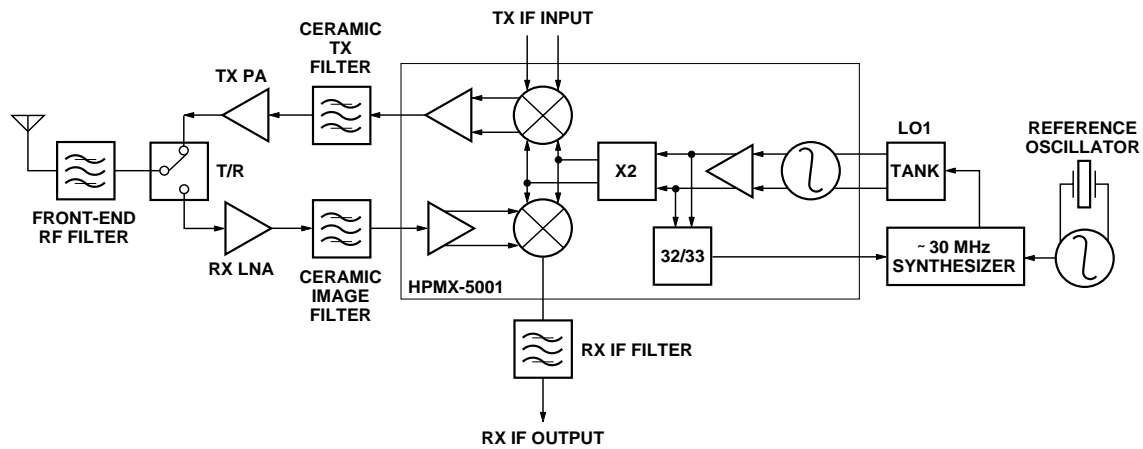 TX IF INPUT
CERAMIC
TX
FILTER
TX PA
LO1
REFERENCE
OSCILLATOR
T/R
X2
TANK
FRONT-END
RF FILTER
RX LNA
CERAMIC
IMAGE
FILTER
32/33
~ 30 MHz
SYNTHESIZER
HPMX-5001
RX IF FILTER
RX IF OUTPUT